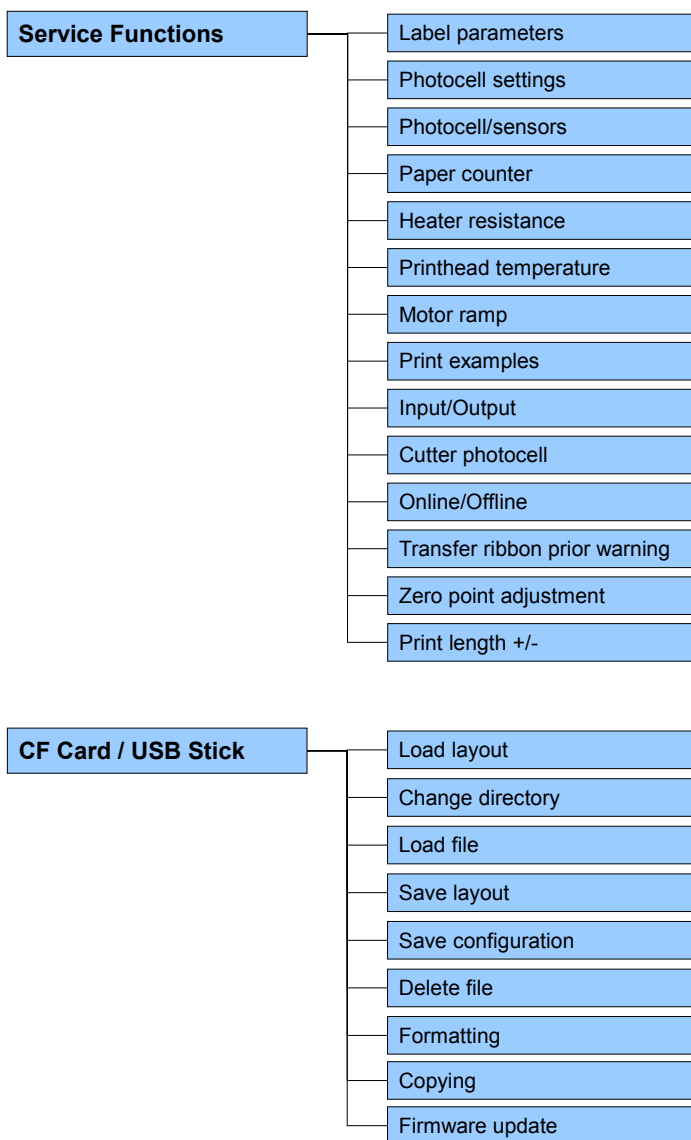 Service Functions
Label parameters
Photocell settings
Photocell/sensors
Paper counter
Heater resistance
Printhead temperature
Motor ramp
Print examples
Input/Output
Cutter photocell
Online/Offline
Transfer ribbon prior warning
Zero point adjustment
Print length +/-
CF Card / USB Stick
Load layout
Change directory
Load file
Save layout
Save configuration
Delete file
Formatting
Copying
Firmware update